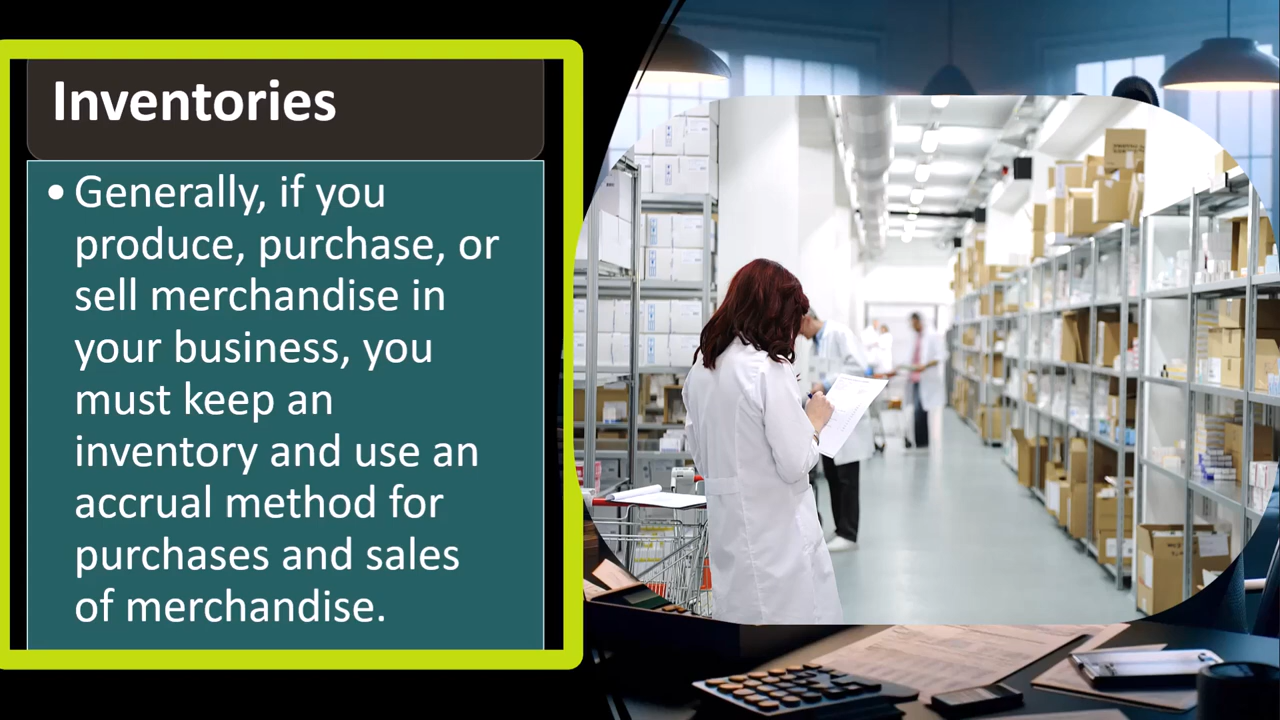 Inventories
• Generally, if you
produce, purchase, or
sell merchandise in
your business, you
must keep an
inventory and use an
accrual method for
purchases and sales
of merchandise.